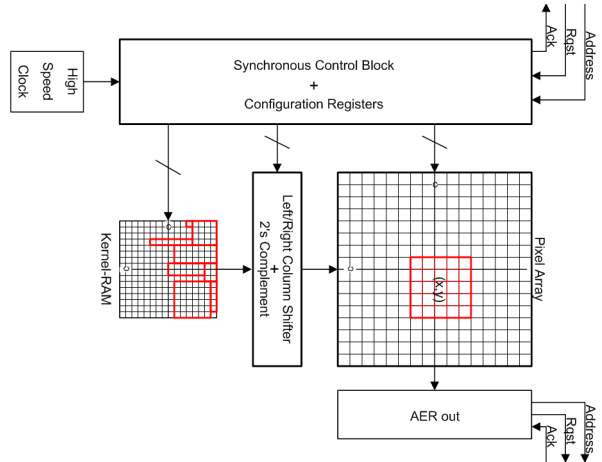 Ack
Rqst
Address
High
Speed
Clock
Synchronous Control Block
+
Configuration Registers
Kernel-RAM
Left/Right Column Shifter
+
2's Complement
Pixel Array
(x,y)
AER out
Address
Rqst
Ack